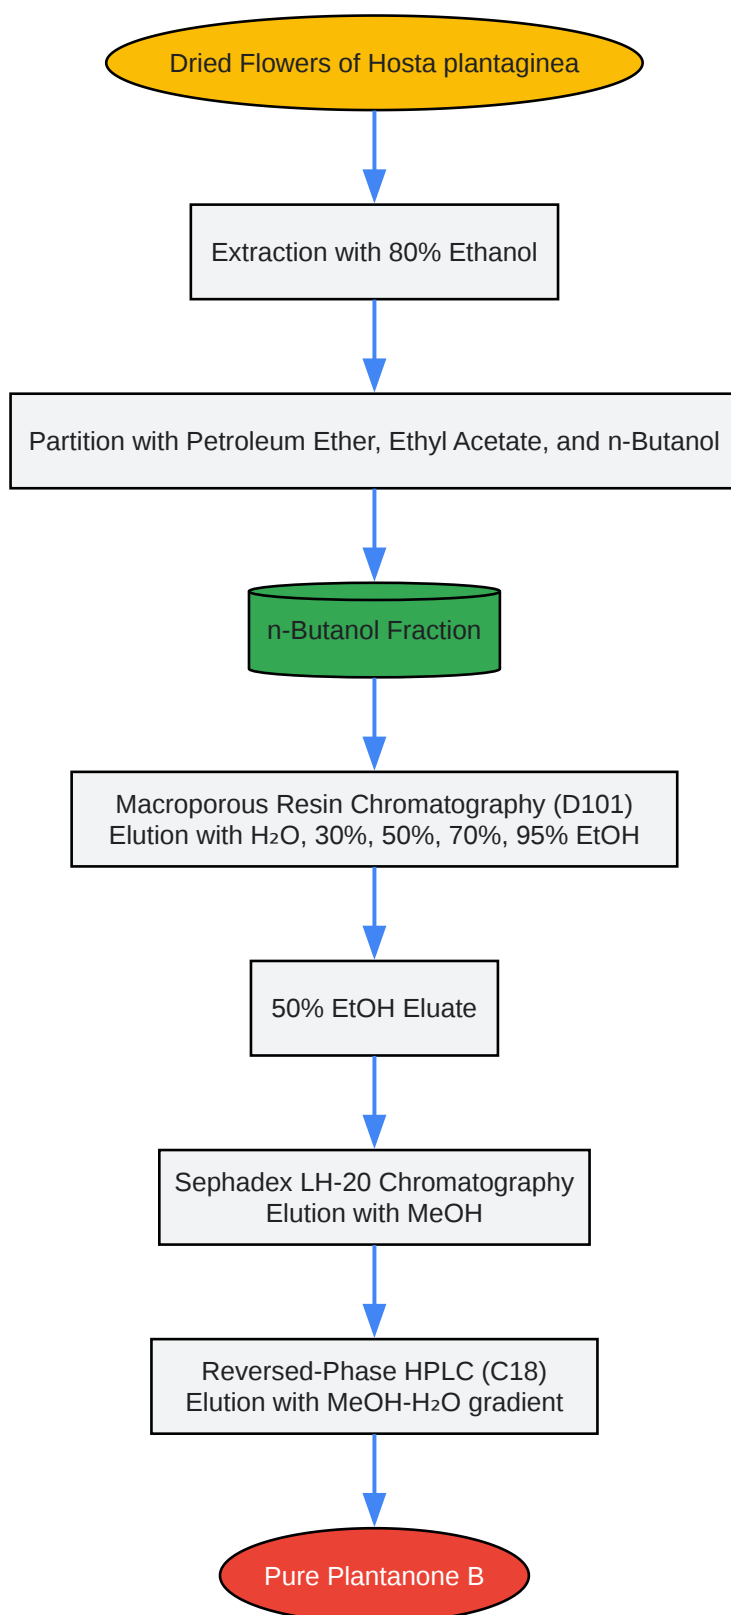 Dried Flowers of Hosta plantaginea
Extraction with 80% Ethanol
Partition with Petroleum Ether, Ethyl Acetate, and n-Butanol
n-Butanol Fraction
Macroporous Resin Chromatography (D101)
Elution with H₂O, 30%, 50%, 70%, 95% EtOH
50% EtOH Eluate
Sephadex LH-20 Chromatography
Elution with MeOH
Reversed-Phase HPLC (C18)
Elution with MeOH-H₂O gradient
Pure Plantanone B